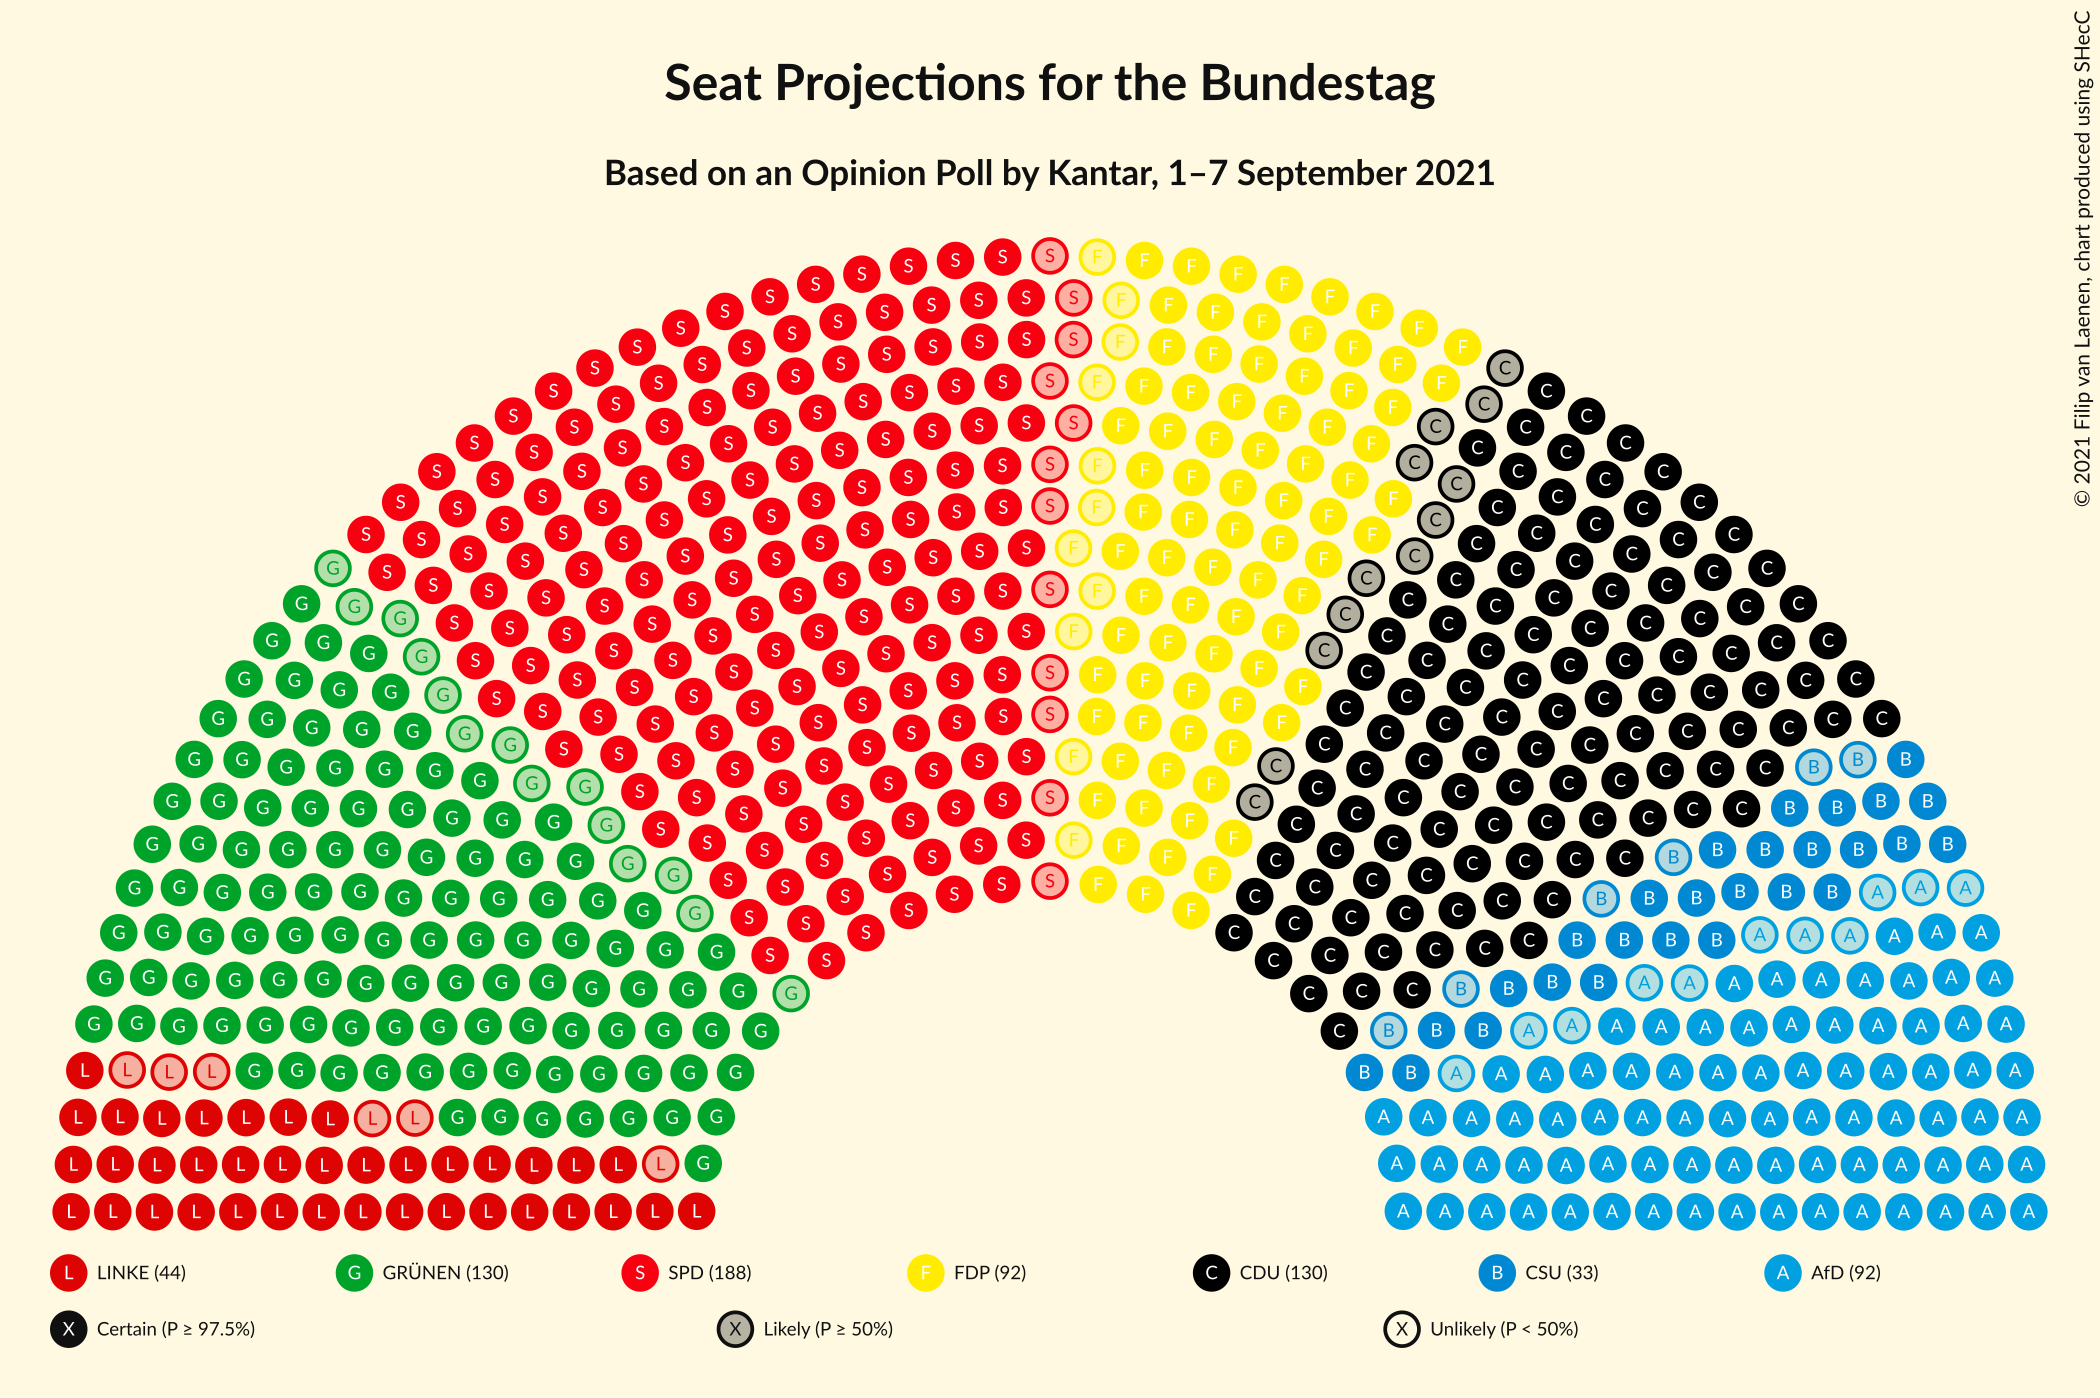 Seat Projections for the Bundestag
Based on an Opinion Poll by Kantar, 1–7 September 2021
© 2021 Filip van Laenen, chart produced using SHecC
L LINKE (44) G GRÜNEN (130) S SPD (188) F FDP (92) C CDU (130) B CSU (33) A AfD (92)
X Certain (P ≥ 97.5%) X Likely (P ≥ 50%) X Unlikely (P < 50%)